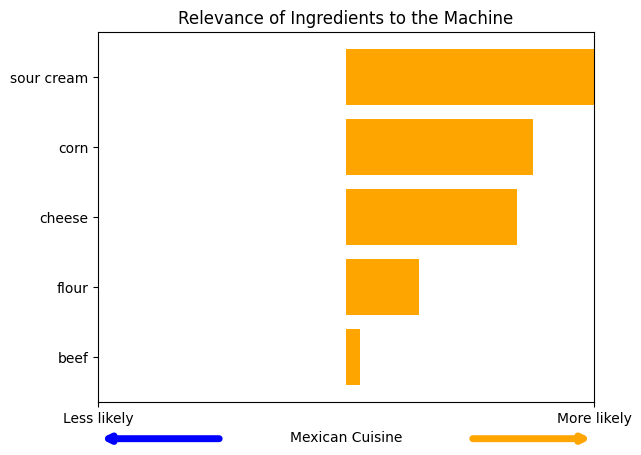 Relevance of Ingredients to the Machine
sour cream
corn
cheese
flour
beef
Less likely
More likely
Mexican Cuisine